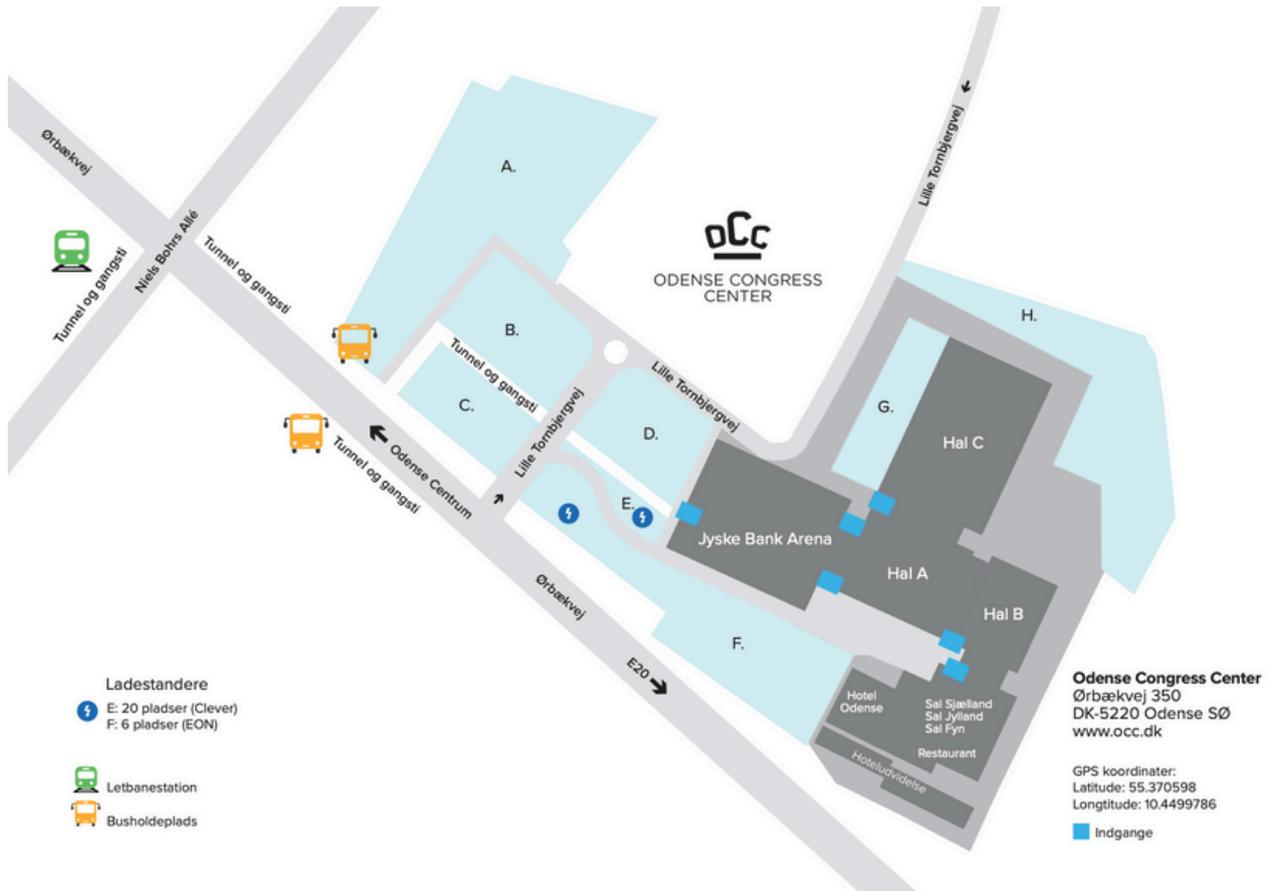 Ørbækvej
Niels Bohrs Allé
Tunnel og gangsti
Tunnel og gangsti
A.
B.
Tunnel og gangsti
C.
Lille Tornbjergvej
OCC
ODENSE CONGRESS
CENTER
Lille Tornbjergvej
Lille Tornbjergvej
H.
G.
Hal C
D.
E.
Odense Centrum
Tunnel og gangsti
Jyske Bank Arena
Hal A
Hal B
Ørbækvej
F.
E20
Hotel
Odense
Sal Sjælland
Sal Jylland
Sal Fyn
Restaurant
Hoteludvidelse
Ladestandere
E: 20 pladser (Clever)
F: 6 pladser (EON)
Letbanestation
Busholdeplads
Odense Congress Center
Ørbækvej 350
DK-5220 Odense SØ
www.occ.dk
GPS koordinater:
Latitude: 55.370598
Longtitude: 10.4499786
Indgange